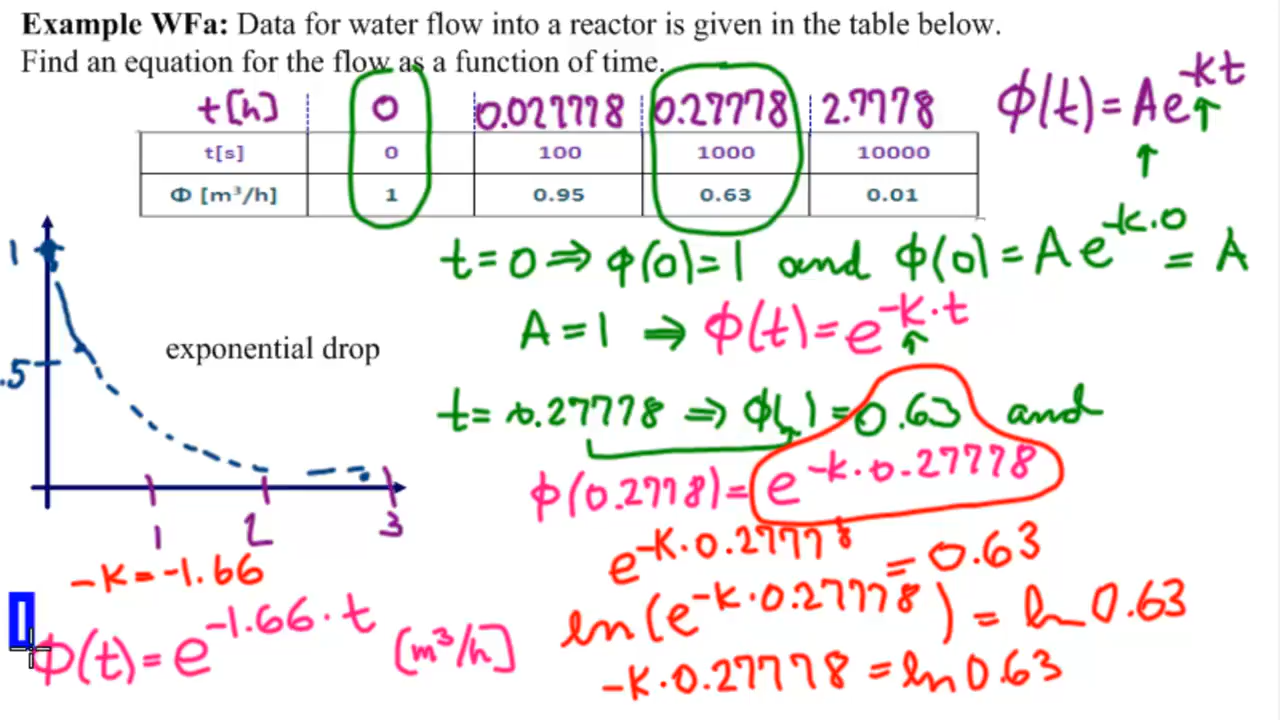 Example WFa: Data for water flow into a reactor is given in the table below.
Find an equation for the flow as a function of time.
t[h] 0 0.027778 0.27778 2.7778
t[s] 0 100 1000 10000
Φ [m³/h] 1 0.95 0.63 0.01
ϕ(t) = Ae^-kt
t=0 ⇒ ϕ(0)=1 and ϕ(0) = Ae^-k·0 = A
A=1 ⇒ ϕ(t)=e^-k·t
t=0.27778 ⇒ ϕ( )=0.63 and
ϕ(0.2778)=e^-k·0.27778
e^-k·0.27778 = 0.63
ln(e^-k·0.27778) = ln 0.63
-k·0.27778 = ln 0.63
1
.5
exponential drop
1 2 3
-k=-1.66
ϕ(t)=e^-1.66·t [m³/h]